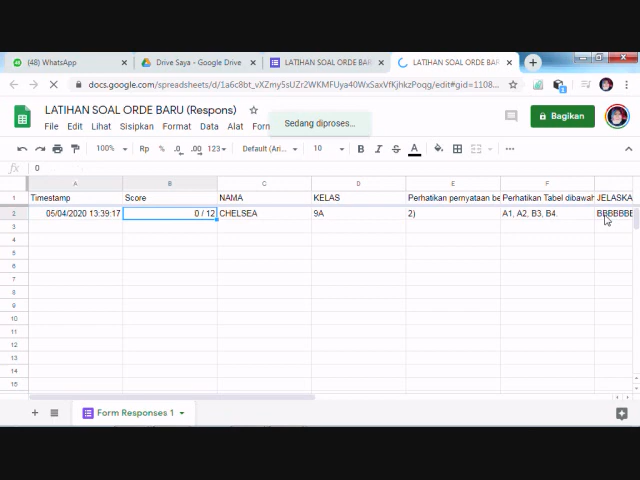 (48) WhatsApp
Drive Saya - Google Drive
LATIHAN SOAL ORDE BAR
LATIHAN SOAL ORDE BAR
docs.google.com/spreadsheets/d/1a6c8bt_vXZmy5sUZr2WKMFUya40WxSaxVfKjhkzPoqg/edit#gid=1108...
LATIHAN SOAL ORDE BARU (Respons)
File Edit Lihat Sisipkan Format Data Alat Form
Sedang diproses...
Bagikan
100% Rp % .0 .00 123 Default (Ari... 10 B I S A
fx 0
A B C D E F
1 Timestamp Score NAMA KELAS Perhatikan pernyataan be Perhatikan Tabel dibawah JELASKA
2 05/04/2020 13:39:17 0 / 12 CHELSEA 9A 2) A1, A2, B3, B4. BBBBBBB
3
4
5
6
7
8
9
10
11
12
13
14
15
Form Responses 1